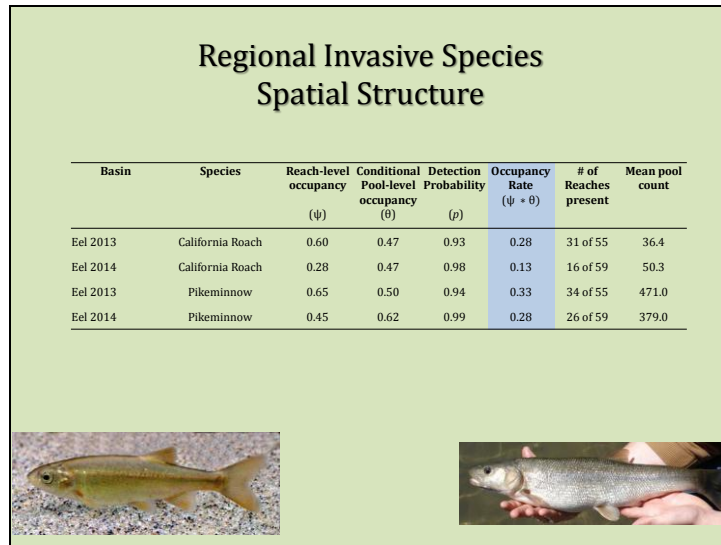 Regional Invasive Species
Spatial Structure
Basin Species Reach-level occupancy (ψ) Conditional Pool-level occupancy (θ) Detection Probability (p) Occupancy Rate (ψ * θ) # of Reaches present Mean pool count
Eel 2013 California Roach 0.60 0.47 0.93 0.28 31 of 55 36.4
Eel 2014 California Roach 0.28 0.47 0.98 0.13 16 of 59 50.3
Eel 2013 Pikeminnow 0.65 0.50 0.94 0.33 34 of 55 471.0
Eel 2014 Pikeminnow 0.45 0.62 0.99 0.28 26 of 59 379.0